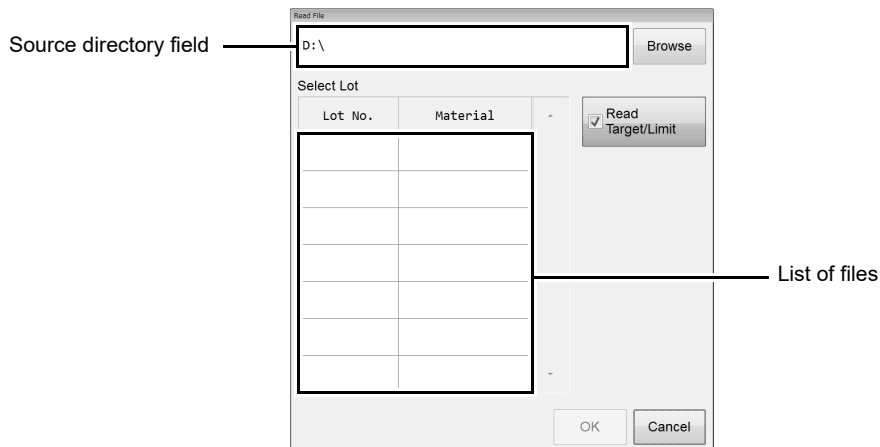 Read File
Source directory field
D:\
Browse
Select Lot
Lot No.
Material
Read
Target/Limit
List of files
OK
Cancel